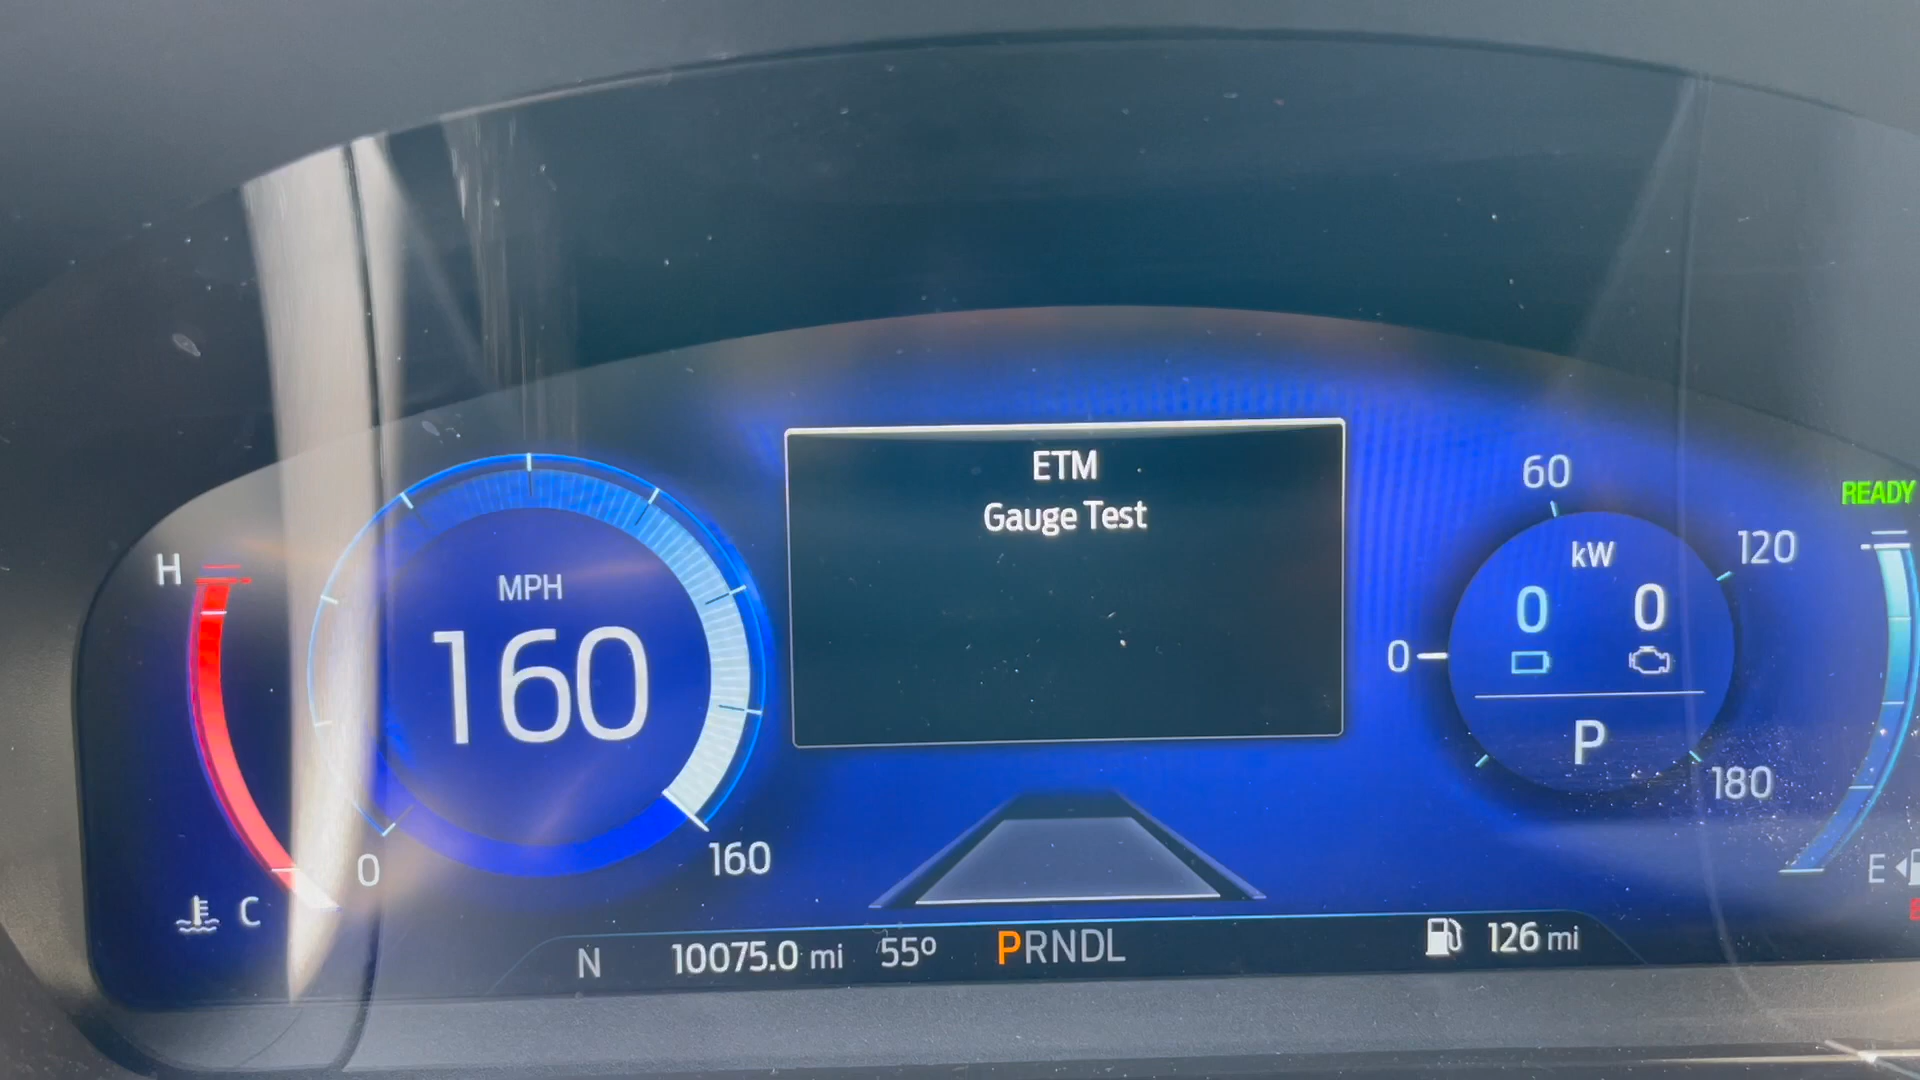 ETM
Gauge Test
H
MPH
160
C
0
160
60
120
0
kW
0 0
P
180
READY
E
N 10075.0 mi 55º PRNDL 126 mi